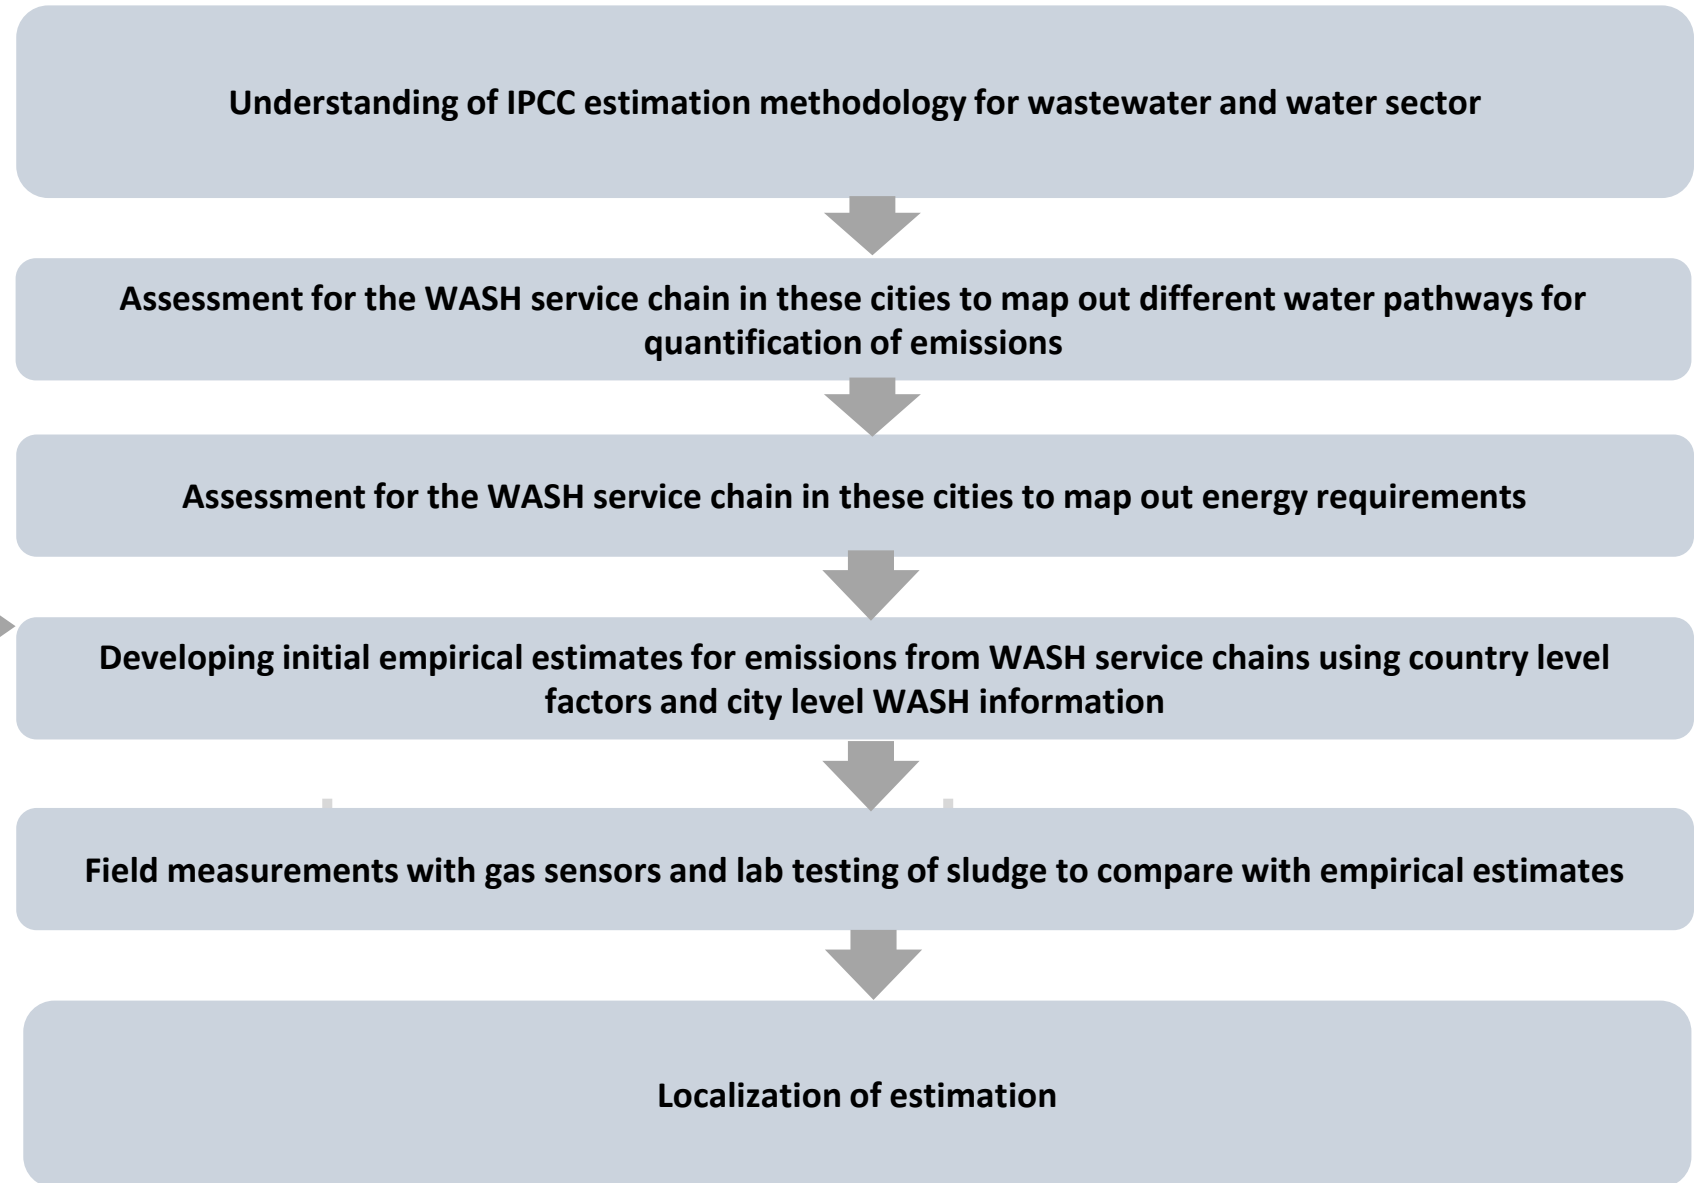 Understanding of IPCC estimation methodology for wastewater and water sector
Assessment for the WASH service chain in these cities to map out different water pathways for
quantification of emissions
Assessment for the WASH service chain in these cities to map out energy requirements
Developing initial empirical estimates for emissions from WASH service chains using country level
factors and city level WASH information
Field measurements with gas sensors and lab testing of sludge to compare with empirical estimates
Localization of estimation